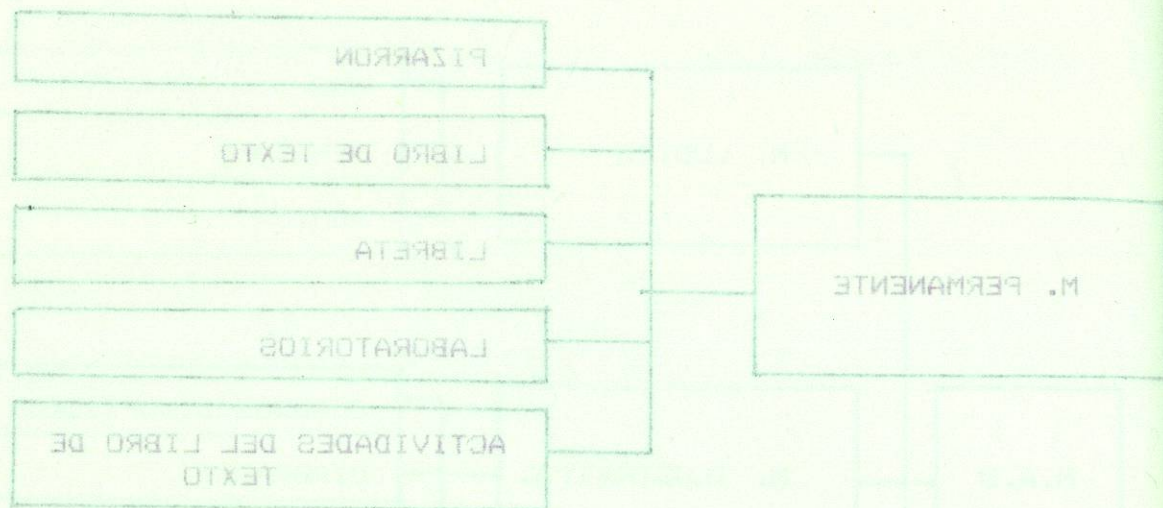 PIZARRON
LIBRO DE TEXTO
LIBRETA
M. PERMANENTE
LABORATORIOS
ACTIVIDADES DEL LIBRO DE
TEXTO